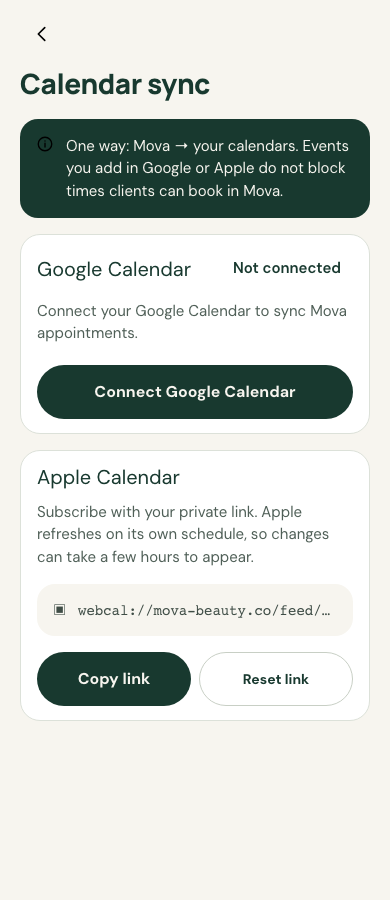 Calendar sync
One way: Mova → your calendars. Events
you add in Google or Apple do not block
times clients can book in Mova.
Google Calendar
Not connected
Connect your Google Calendar to sync Mova
appointments.
Connect Google Calendar
Apple Calendar
Subscribe with your private link. Apple
refreshes on its own schedule, so changes
can take a few hours to appear.
webcal://mova-beauty.co/feed/…
Copy link
Reset link